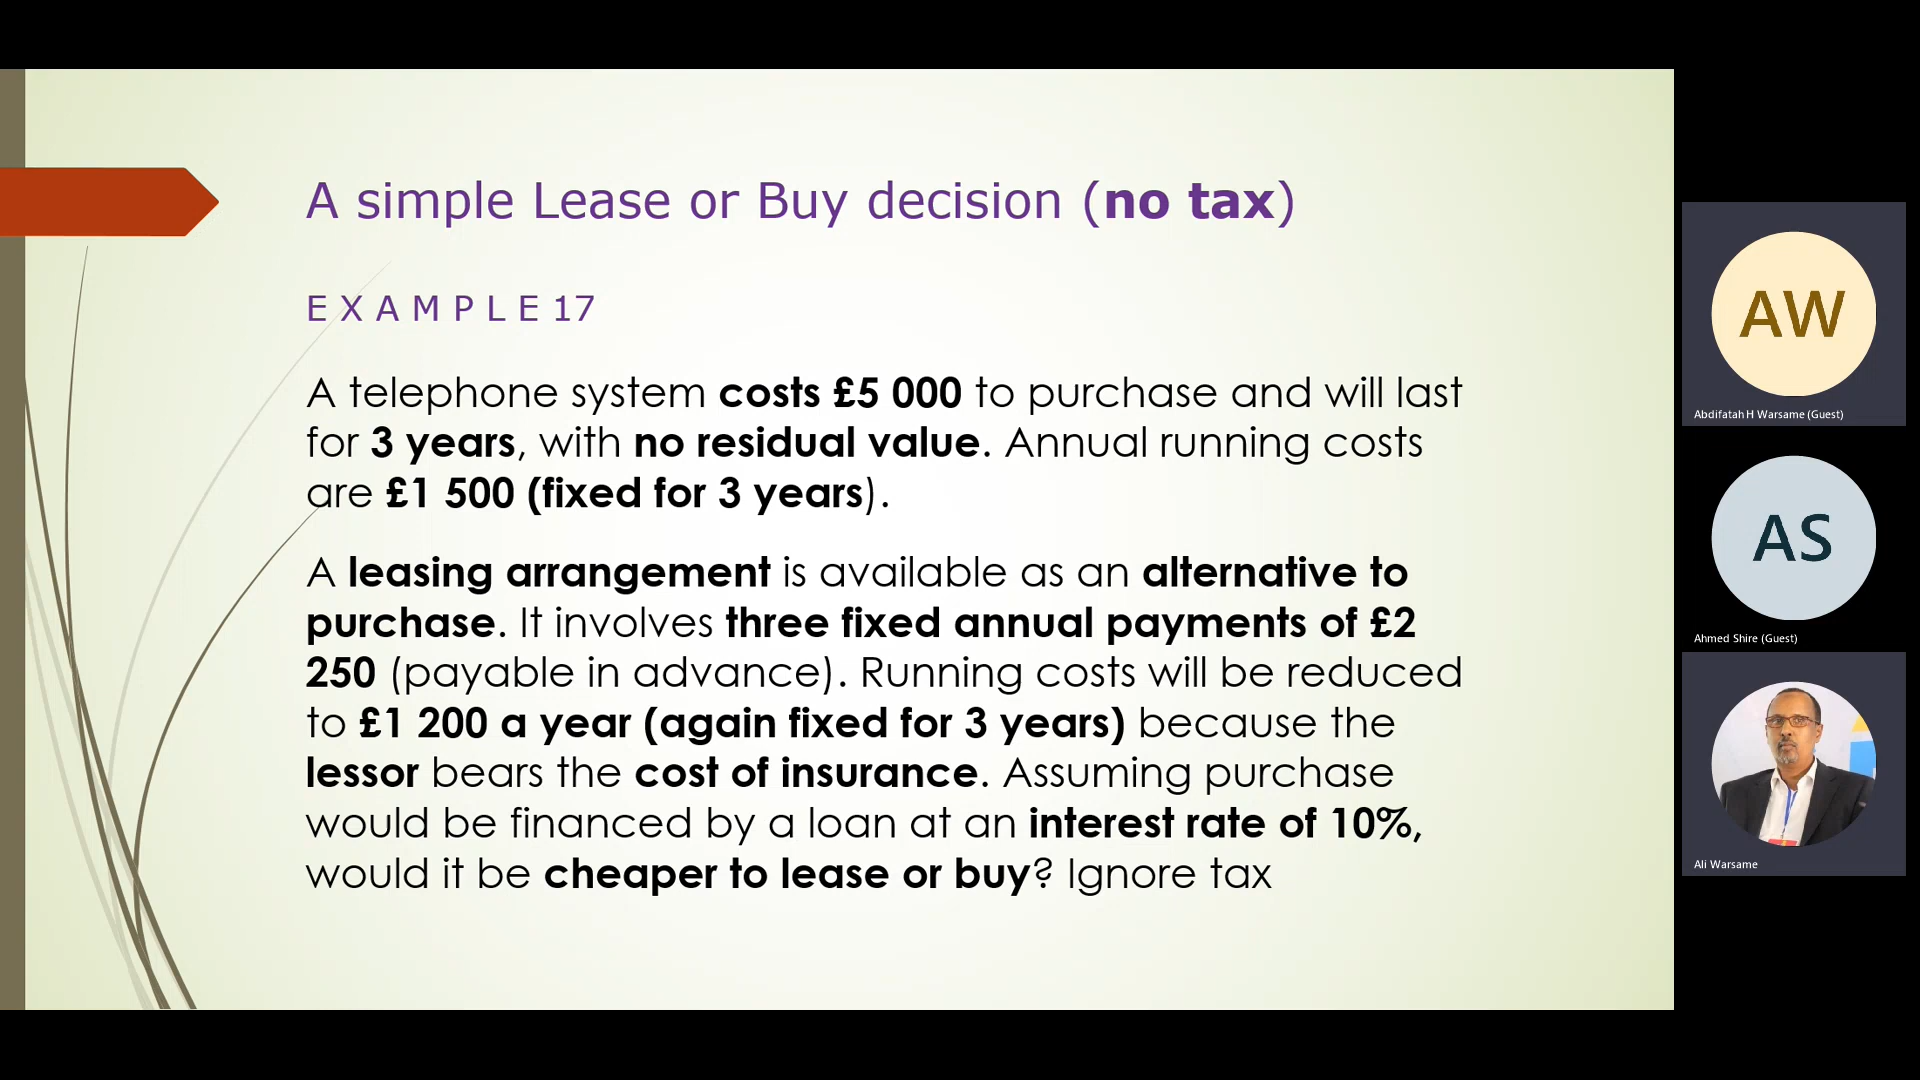 A simple Lease or Buy decision (no tax)
E X A M P L E 17
A telephone system costs £5 000 to purchase and will last
for 3 years, with no residual value. Annual running costs
are £1 500 (fixed for 3 years).
A leasing arrangement is available as an alternative to
purchase. It involves three fixed annual payments of £2
250 (payable in advance). Running costs will be reduced
to £1 200 a year (again fixed for 3 years) because the
lessor bears the cost of insurance. Assuming purchase
would be financed by a loan at an interest rate of 10%,
would it be cheaper to lease or buy? Ignore tax
AW
Abdifatah H Warsame (Guest)
AS
Ahmed Shire (Guest)
Ali Warsame